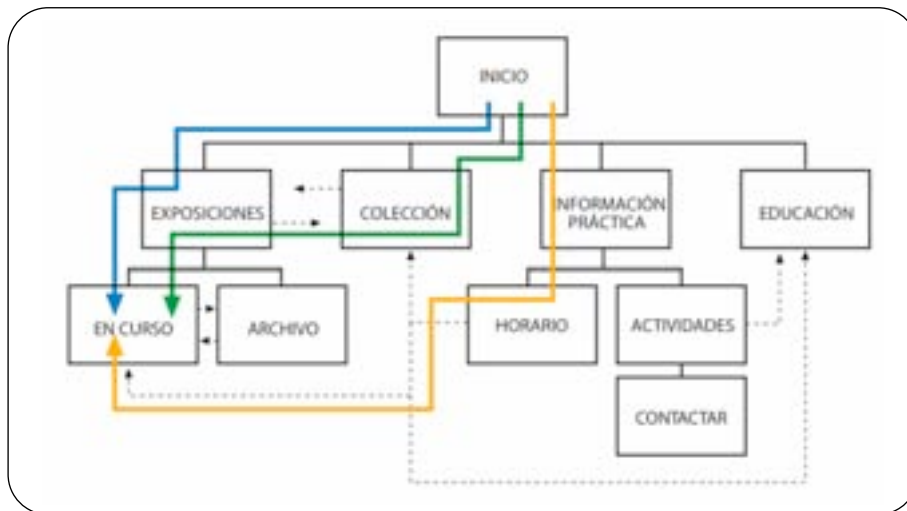 INICIO
EXPOSICIONES
COLECCIÓN
INFORMACIÓN
PRÁCTICA
EDUCACIÓN
EN CURSO
ARCHIVO
HORARIO
ACTIVIDADES
CONTACTAR